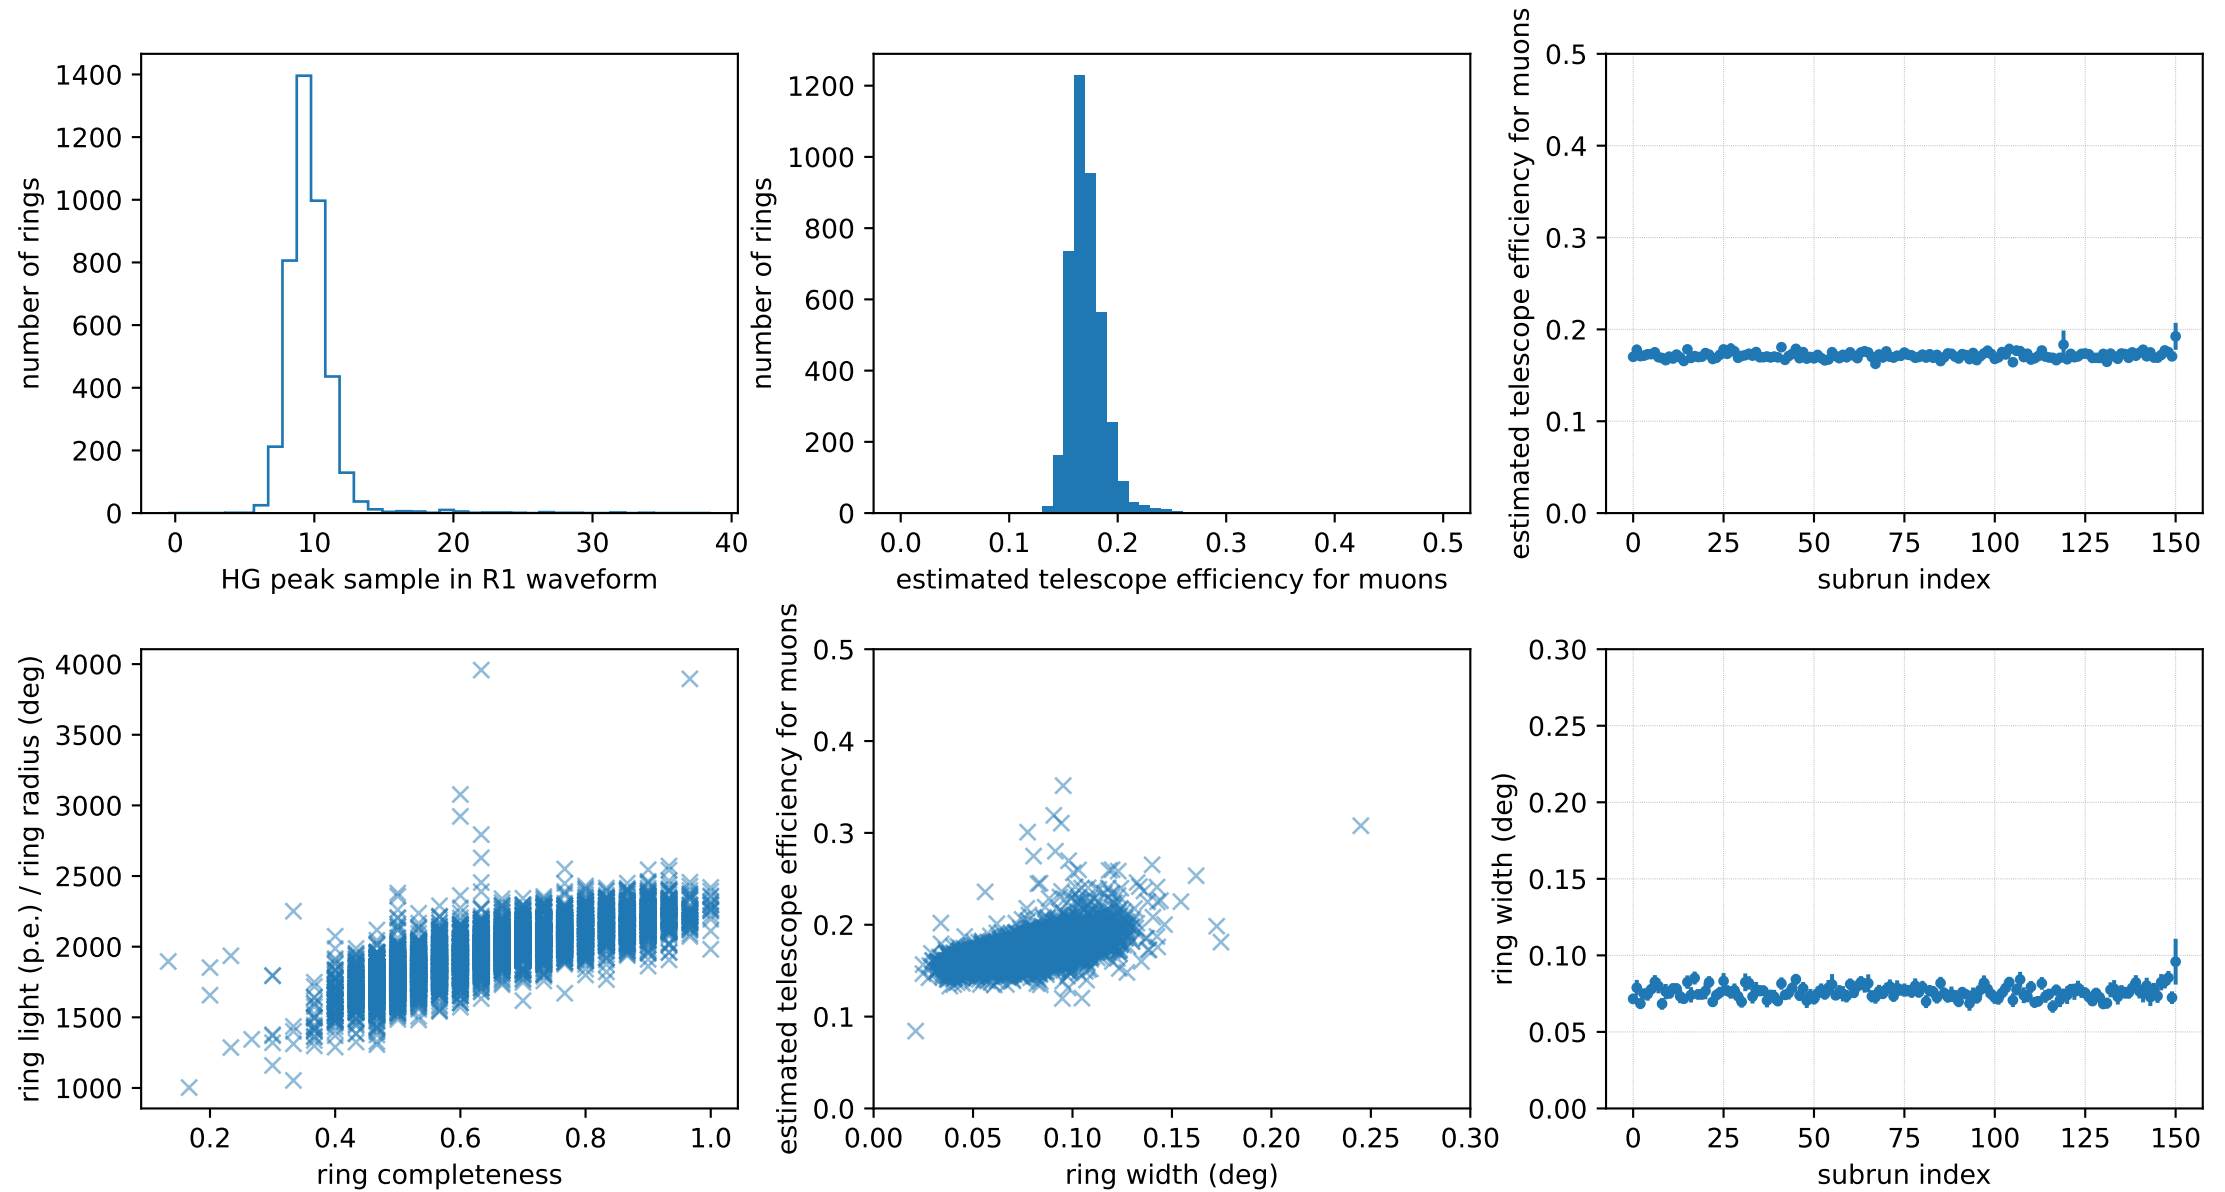 1400
1200
1000
800
600
400
200
0
0 10 20 30 40
number of rings
HG peak sample in R1 waveform
1200
1000
800
600
400
200
0
0.0 0.1 0.2 0.3 0.4 0.5
number of rings
estimated telescope efficiency for muons
0.5
0.4
0.3
0.2
0.1
0.0
0 25 50 75 100 125 150
estimated telescope efficiency for muons
subrun index
4000
3500
3000
2500
2000
1500
1000
0.2 0.4 0.6 0.8 1.0
ring light (p.e.) / ring radius (deg)
ring completeness
0.5
0.4
0.3
0.2
0.1
0.0
0.00 0.05 0.10 0.15 0.20 0.25 0.30
estimated telescope efficiency for muons
ring width (deg)
0.30
0.25
0.20
0.15
0.10
0.05
0.00
0 25 50 75 100 125 150
ring width (deg)
subrun index